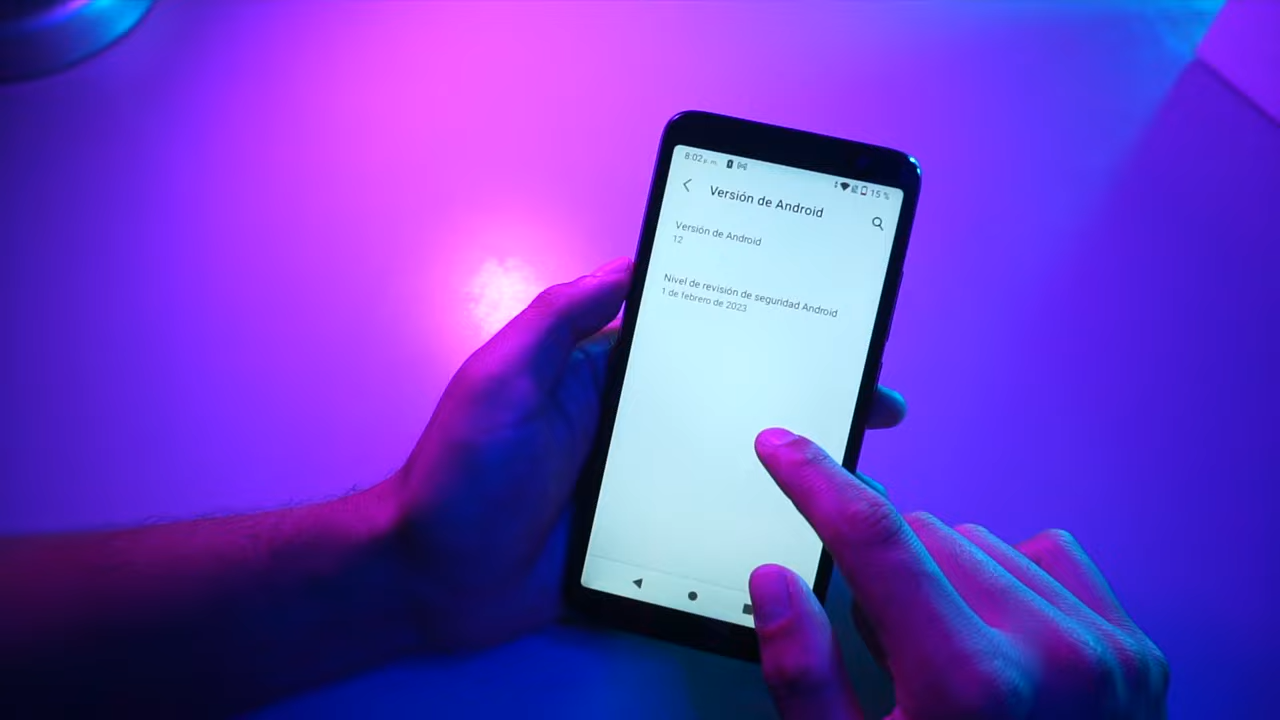 8:02 p. m.
15 %
Versión de Android
Versión de Android
12
Nivel de revisión de seguridad Android
1 de febrero de 2023